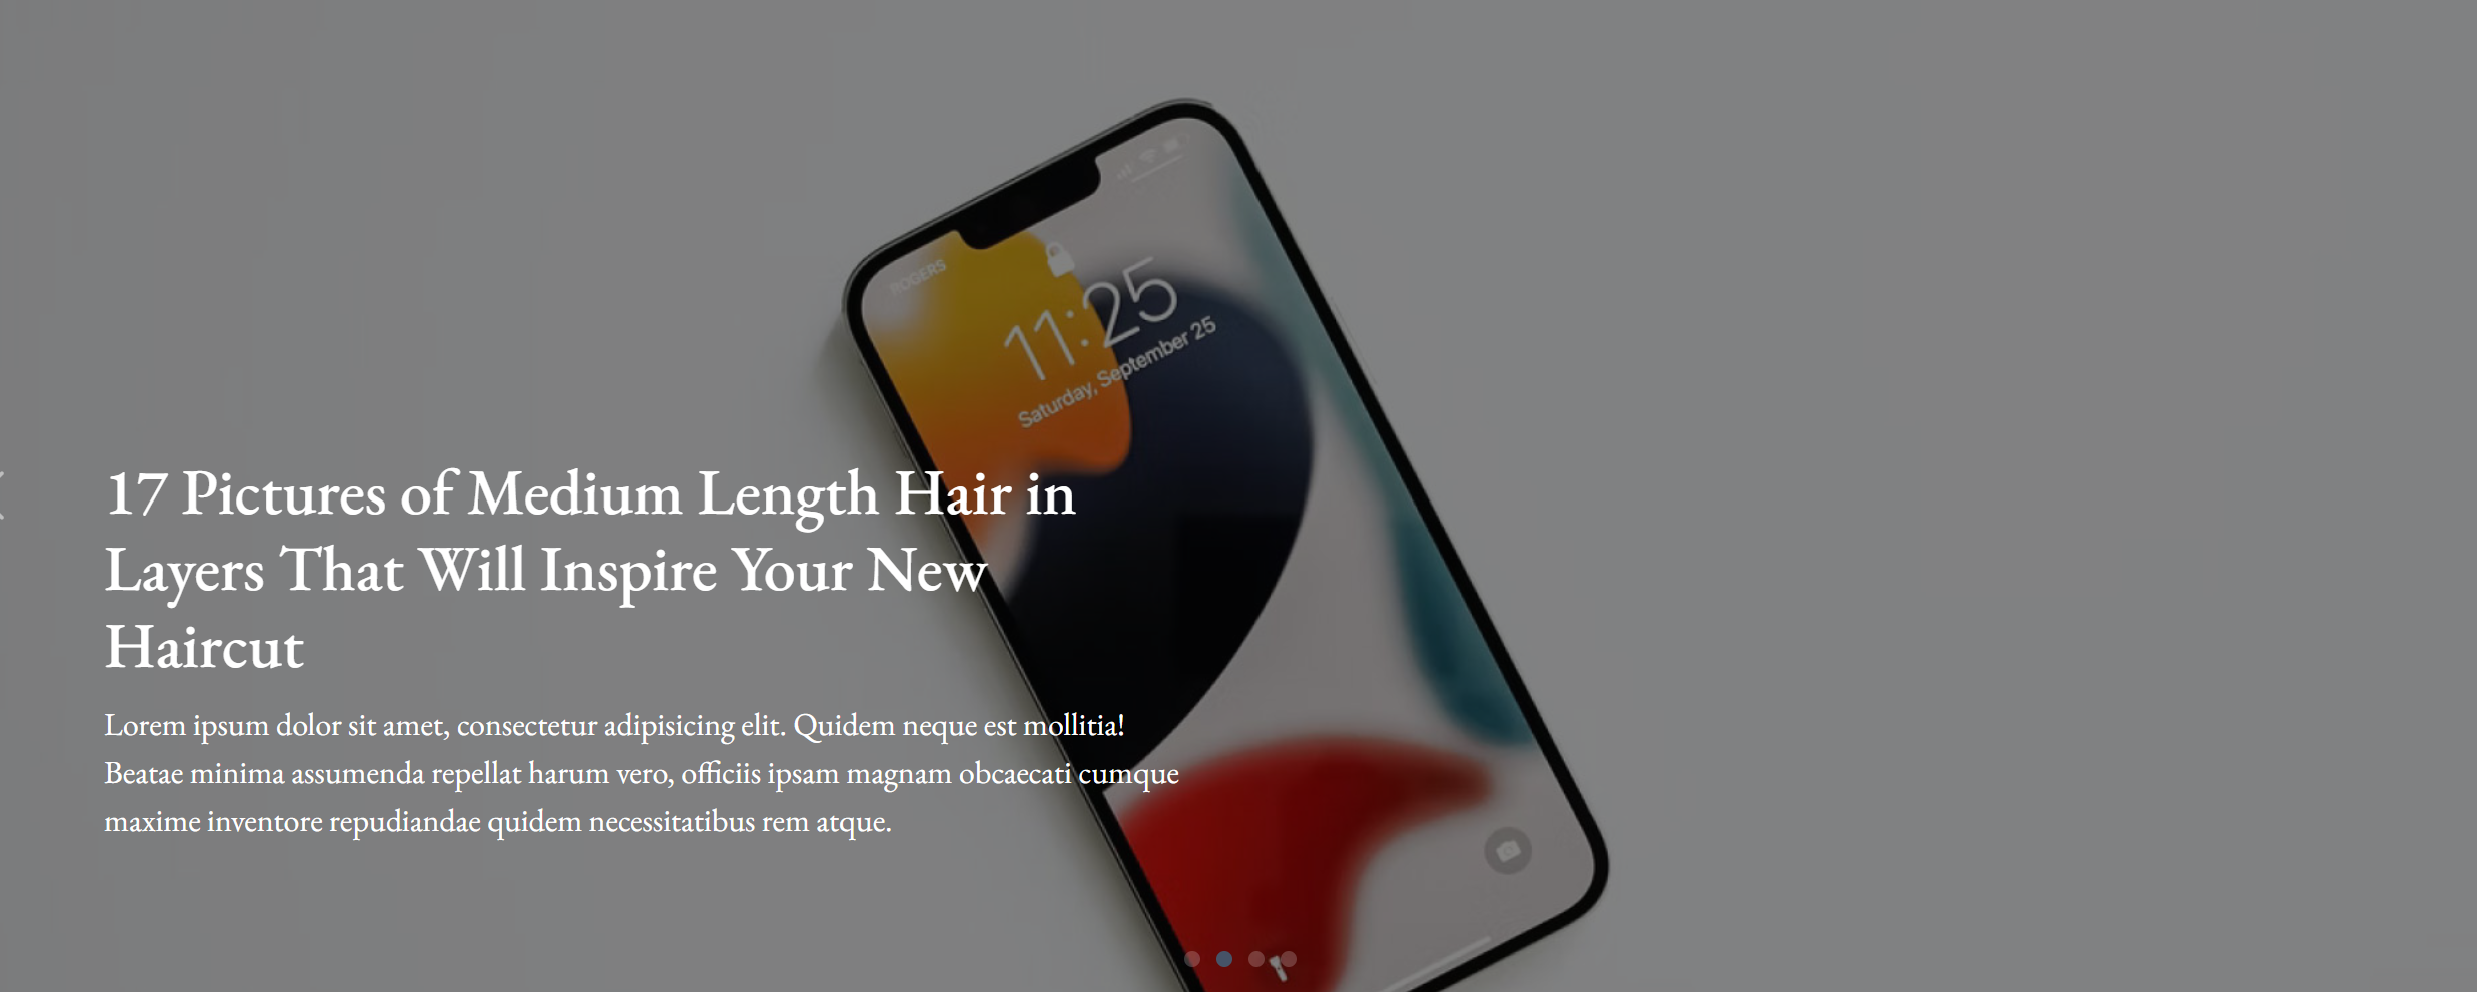 ROGERS
11:25
Saturday, September 25
17 Pictures of Medium Length Hair in
Layers That Will Inspire Your New
Haircut
Lorem ipsum dolor sit amet, consectetur adipisicing elit. Quidem neque est mollitia!
Beatae minima assumenda repellat harum vero, officiis ipsam magnam obcaecati cumque
maxime inventore repudiandae quidem necessitatibus rem atque.